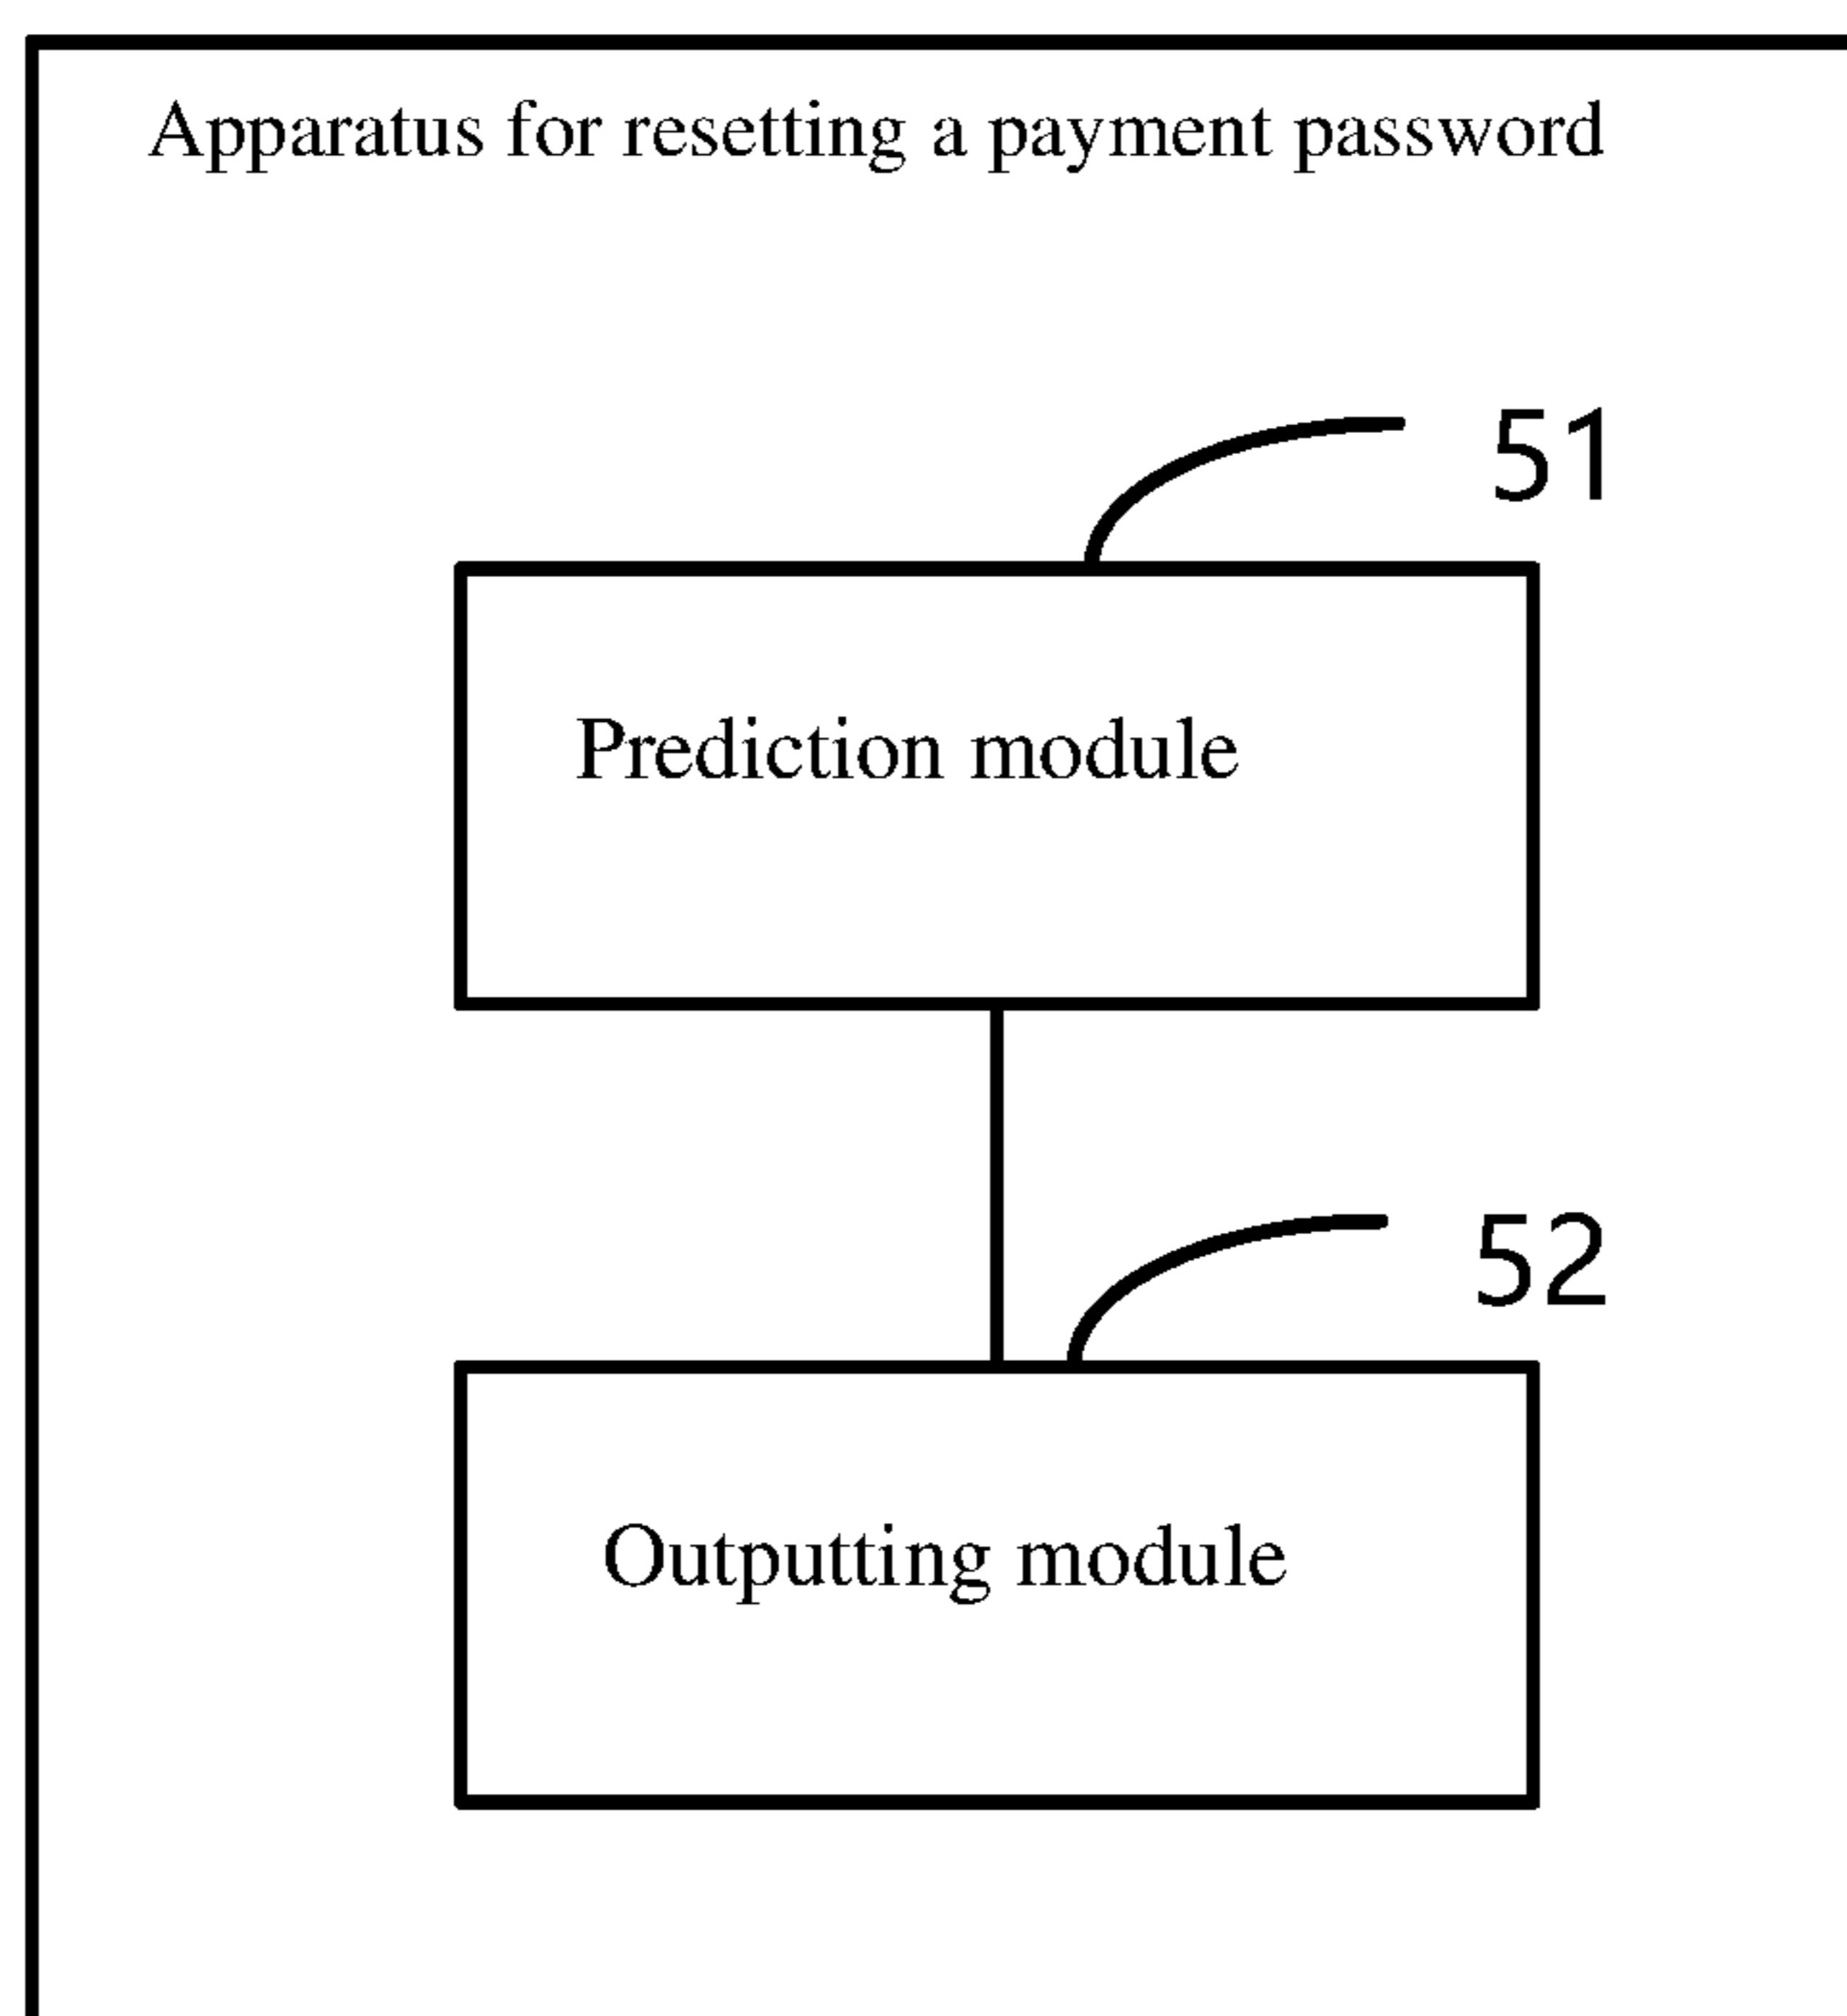 Apparatus for resetting a payment password
51
Prediction module
52
Outputting module